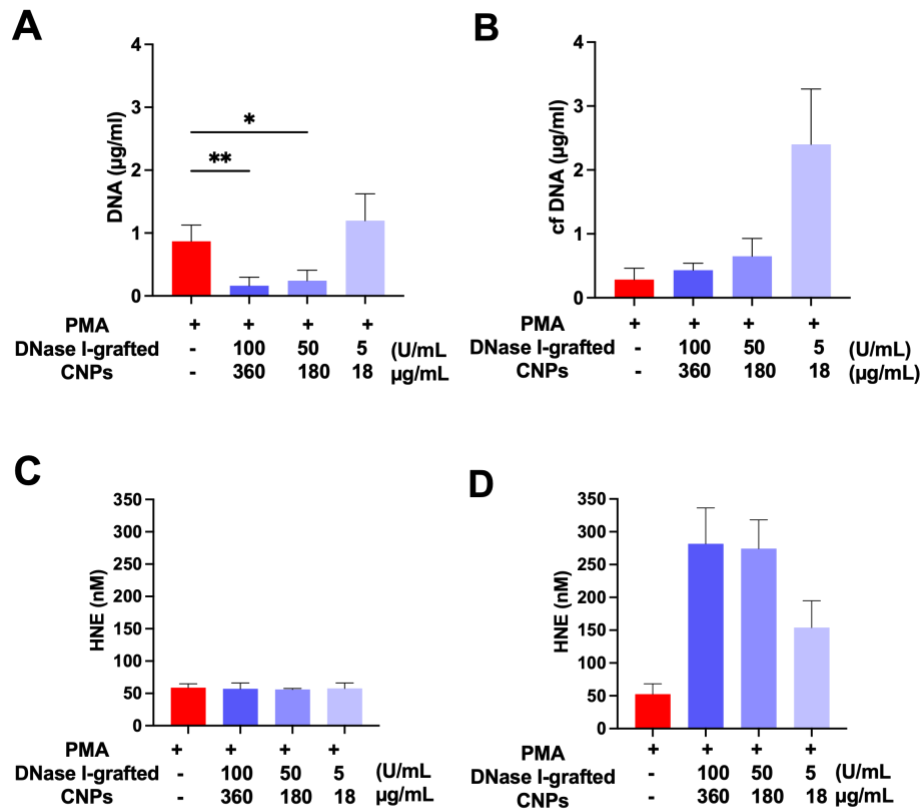 A
4
3
2
1
0
DNA (µg/ml)
*
**
PMA + + + +
DNase I-grafted - 100 50 5 (U/mL
CNPs - 360 180 18 µg/mL
B
4
3
2
1
0
cf DNA (µg/ml)
PMA + + + +
DNase I-grafted - 100 50 5 (U/mL)
CNPs - 360 180 18 (µg/mL)
C
350
300
250
200
150
100
50
0
HNE (nM)
PMA + + + +
DNase I-grafted - 100 50 5 (U/mL
CNPs - 360 180 18 µg/mL
D
350
300
250
200
150
100
50
0
HNE (nM)
PMA + + + +
DNase I-grafted - 100 50 5 (U/mL
CNPs - 360 180 18 µg/mL